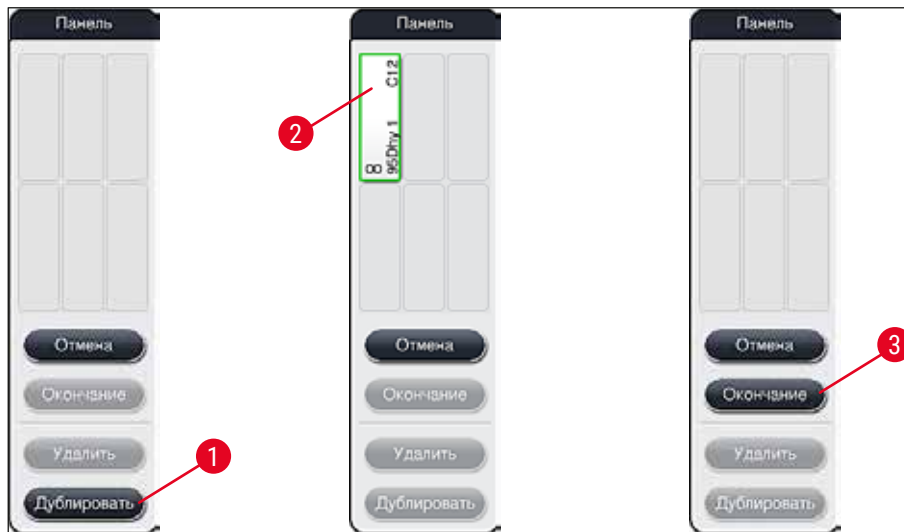 Панель
Отмена
Окончание
Удалить
Дублировать
1
Панель
C12
95Dhy 1
8
2
Отмена
Окончание
Удалить
Дублировать
Панель
Отмена
Окончание
3
Удалить
Дублировать